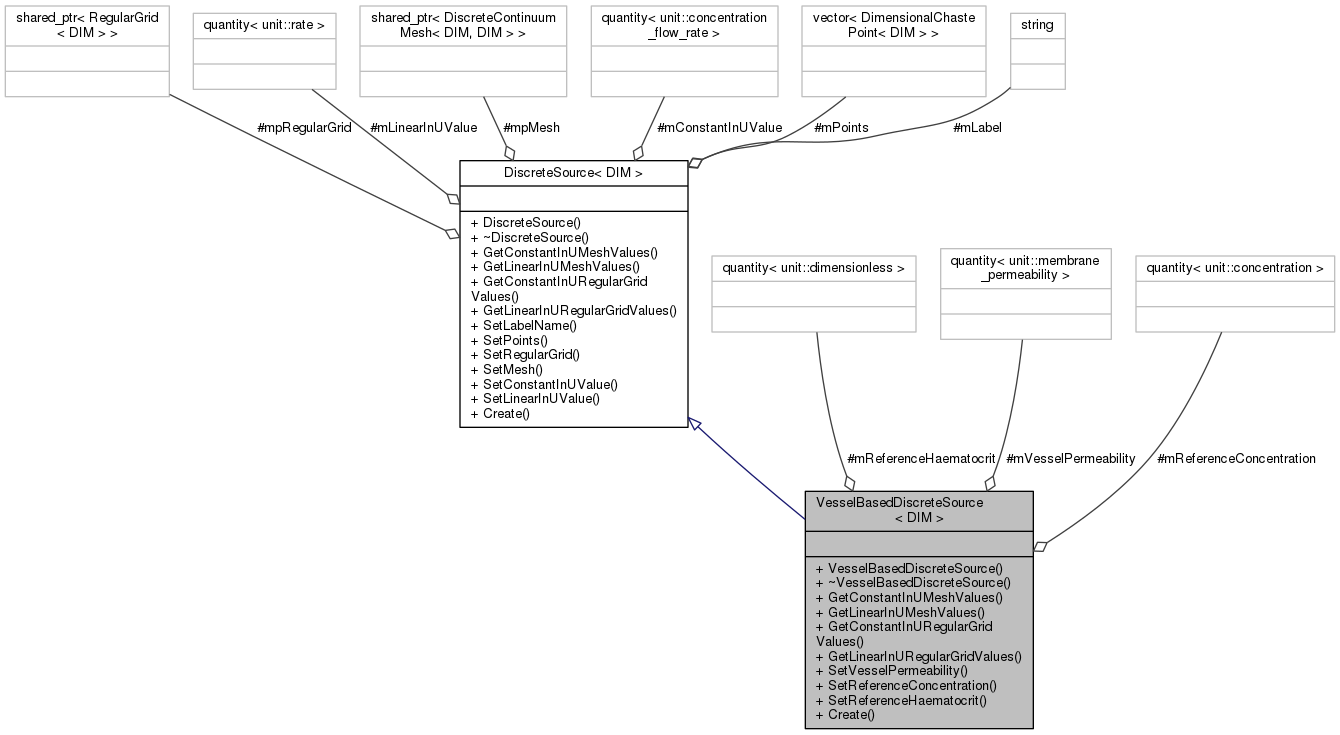 shared_ptr< RegularGrid
< DIM > >
quantity< unit::rate >
shared_ptr< DiscreteContinuum
Mesh< DIM, DIM > >
quantity< unit::concentration
_flow_rate >
vector< DimensionalChaste
Point< DIM > >
string
#mpRegularGrid
#mLinearInUValue
#mpMesh
#mConstantInUValue
#mPoints
#mLabel
DiscreteSource< DIM >
+ DiscreteSource()
+ ~DiscreteSource()
+ GetConstantInUMeshValues()
+ GetLinearInUMeshValues()
+ GetConstantInURegularGrid
Values()
+ GetLinearInURegularGridValues()
+ SetLabelName()
+ SetPoints()
+ SetRegularGrid()
+ SetMesh()
+ SetConstantInUValue()
+ SetLinearInUValue()
+ Create()
quantity< unit::dimensionless >
quantity< unit::membrane
_permeability >
quantity< unit::concentration >
#mReferenceHaematocrit
#mVesselPermeability
#mReferenceConcentration
VesselBasedDiscreteSource
< DIM >
+ VesselBasedDiscreteSource()
+ ~VesselBasedDiscreteSource()
+ GetConstantInUMeshValues()
+ GetLinearInUMeshValues()
+ GetConstantInURegularGrid
Values()
+ GetLinearInURegularGridValues()
+ SetVesselPermeability()
+ SetReferenceConcentration()
+ SetReferenceHaematocrit()
+ Create()